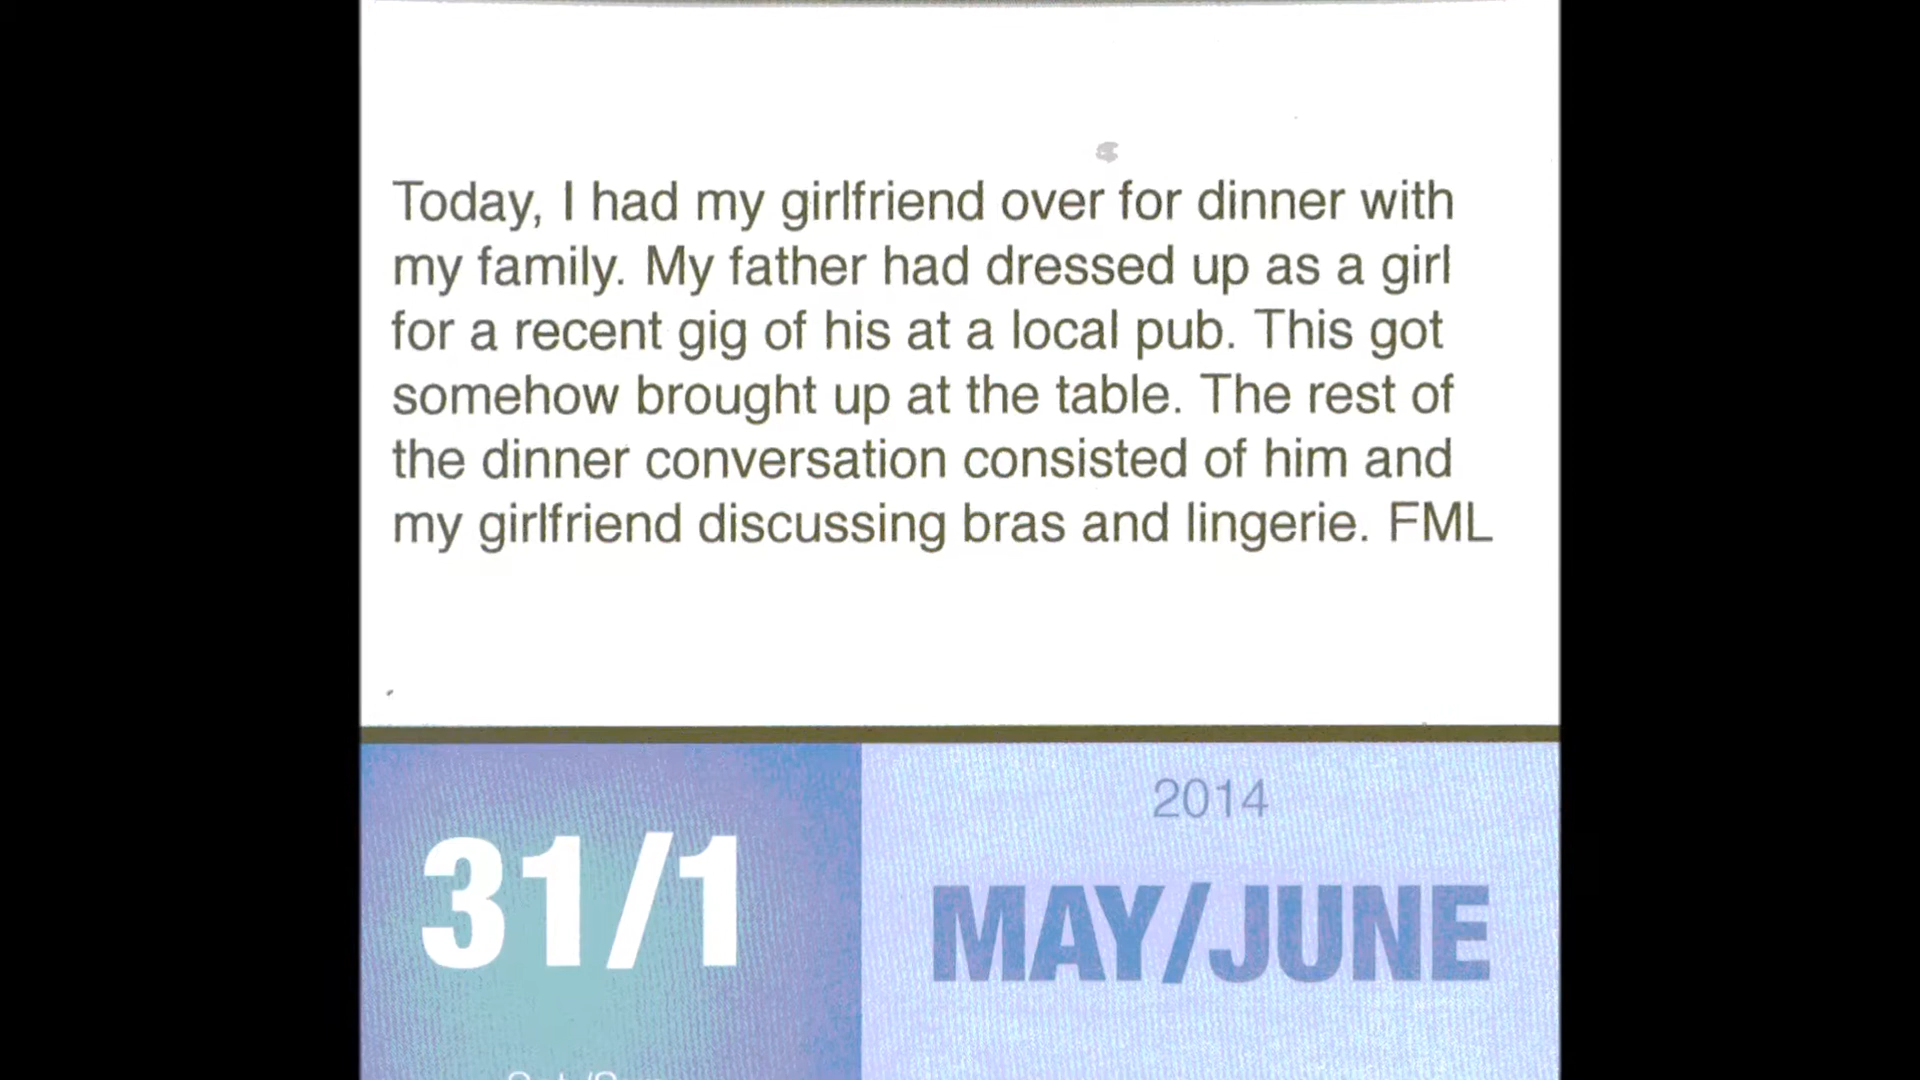 Today, I had my girlfriend over for dinner with
my family. My father had dressed up as a girl
for a recent gig of his at a local pub. This got
somehow brought up at the table. The rest of
the dinner conversation consisted of him and
my girlfriend discussing bras and lingerie. FML
2014
31/1
MAY/JUNE